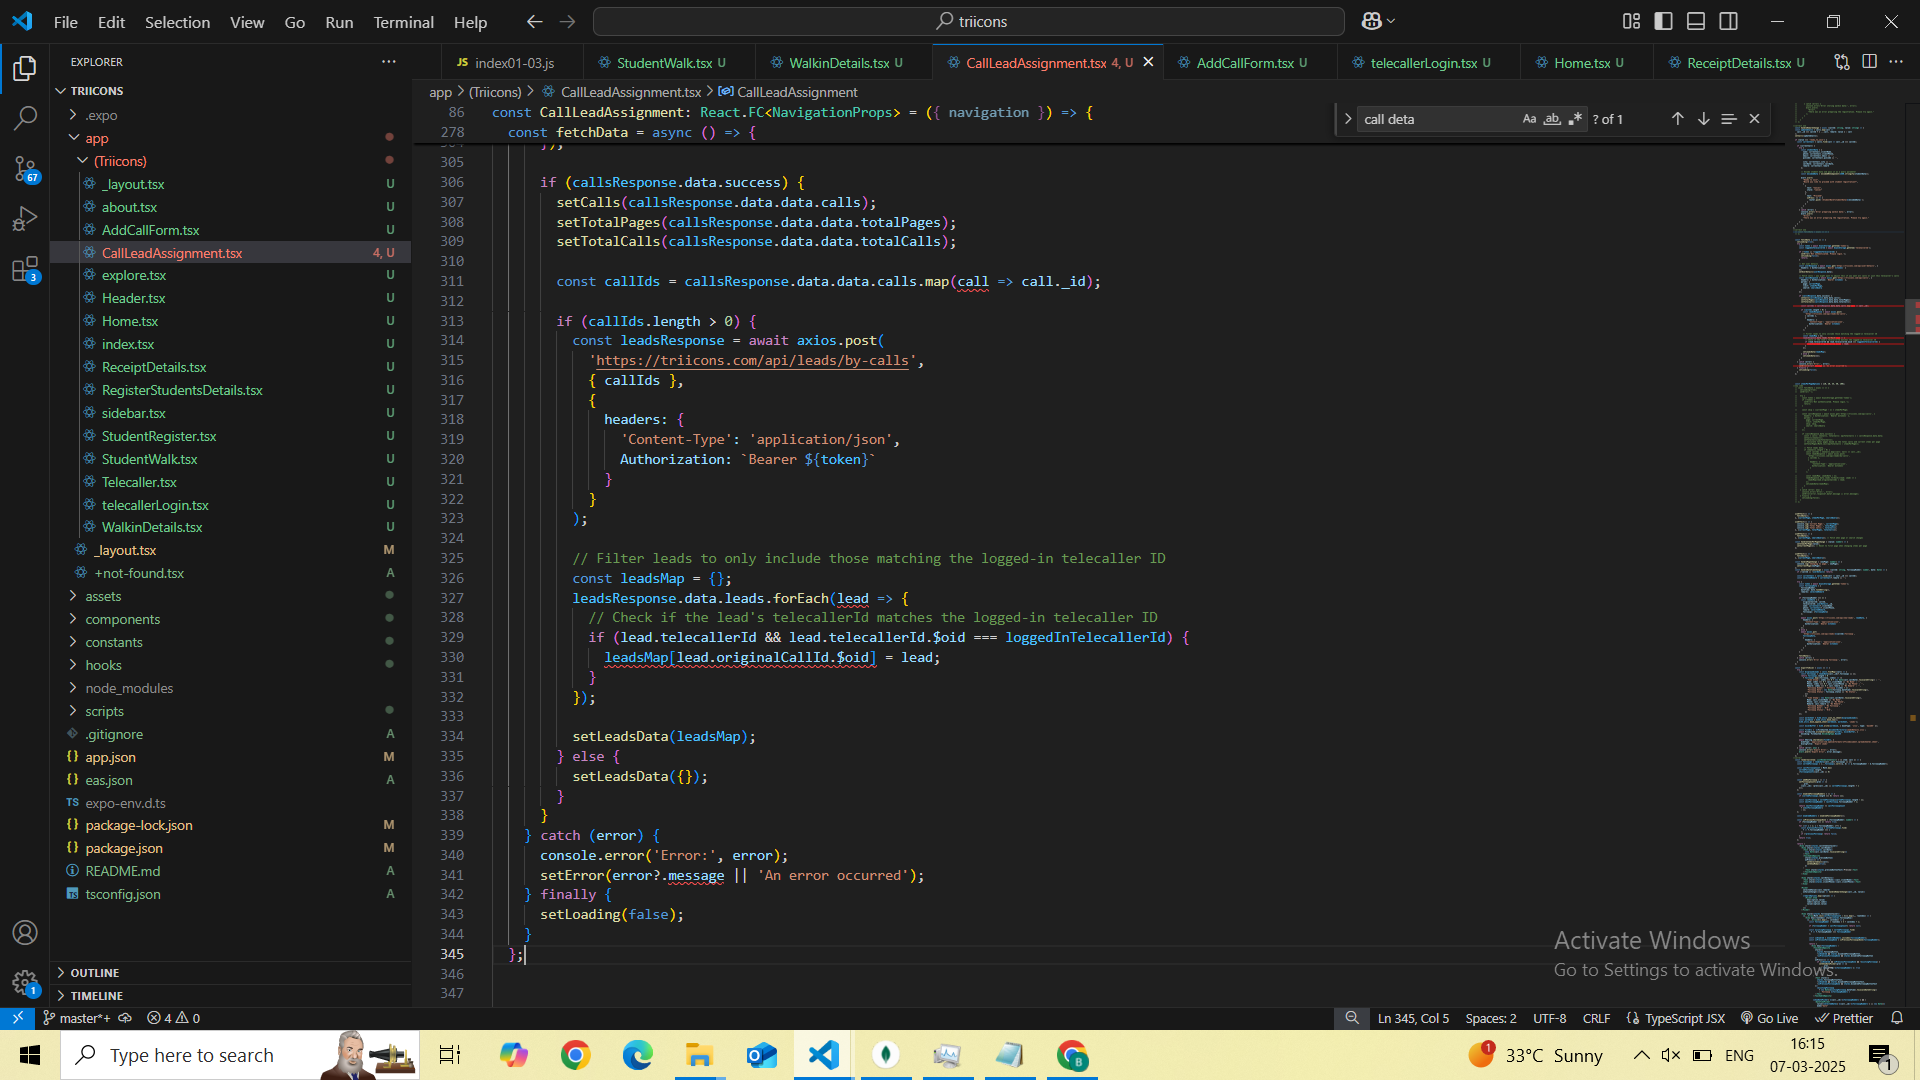 File Edit Selection View Go Run Terminal Help
triicons
EXPLORER
TRIICONS
.expo
app
(Triicons)
_layout.tsx U
about.tsx U
AddCallForm.tsx U
CallLeadAssignment.tsx 4, U
explore.tsx U
Header.tsx U
Home.tsx U
index.tsx U
ReceiptDetails.tsx U
RegisterStudentsDetails.tsx U
sidebar.tsx U
StudentRegister.tsx U
StudentWalk.tsx U
Telecaller.tsx U
telecallerLogin.tsx U
WalkinDetails.tsx U
_layout.tsx M
+not-found.tsx A
assets
components
constants
hooks
node_modules
scripts
.gitignore A
app.json M
eas.json A
expo-env.d.ts
package-lock.json M
package.json M
README.md A
tsconfig.json A
OUTLINE
TIMELINE
67
3
1
JS index01-03.js
StudentWalk.tsx U
WalkinDetails.tsx U
CallLeadAssignment.tsx 4, U
AddCallForm.tsx U
telecallerLogin.tsx U
Home.tsx U
ReceiptDetails.tsx U
app > (Triicons) > CallLeadAssignment.tsx > CallLeadAssignment
call deta Aa ab ? of 1
86 const CallLeadAssignment: React.FC<NavigationProps> = ({ navigation }) => {
278 const fetchData = async () => {
305
306 if (callsResponse.data.success) {
307 setCalls(callsResponse.data.data.calls);
308 setTotalPages(callsResponse.data.data.totalPages);
309 setTotalCalls(callsResponse.data.data.totalCalls);
310
311 const callIds = callsResponse.data.data.calls.map(call => call._id);
312
313 if (callIds.length > 0) {
314 const leadsResponse = await axios.post(
315 'https://triicons.com/api/leads/by-calls',
316 { callIds },
317 {
318 headers: {
319 'Content-Type': 'application/json',
320 Authorization: `Bearer ${token}`
321 }
322 }
323 );
324
325 // Filter leads to only include those matching the logged-in telecaller ID
326 const leadsMap = {};
327 leadsResponse.data.leads.forEach(lead => {
328 // Check if the lead's telecallerId matches the logged-in telecaller ID
329 if (lead.telecallerId && lead.telecallerId.$oid === loggedInTelecallerId) {
330 leadsMap[lead.originalCallId.$oid] = lead;
331 }
332 });
333
334 setLeadsData(leadsMap);
335 } else {
336 setLeadsData({});
337 }
338 }
339 } catch (error) {
340 console.error('Error:', error);
341 setError(error?.message || 'An error occurred');
342 } finally {
343 setLoading(false);
344 }
345 };
346
347
Activate Windows
Go to Settings to activate Windows.
master*+ 4 0 Ln 345, Col 5 Spaces: 2 UTF-8 CRLF {} TypeScript JSX Go Live Prettier
Type here to search
1 33°C Sunny ENG
16:15
07-03-2025
1